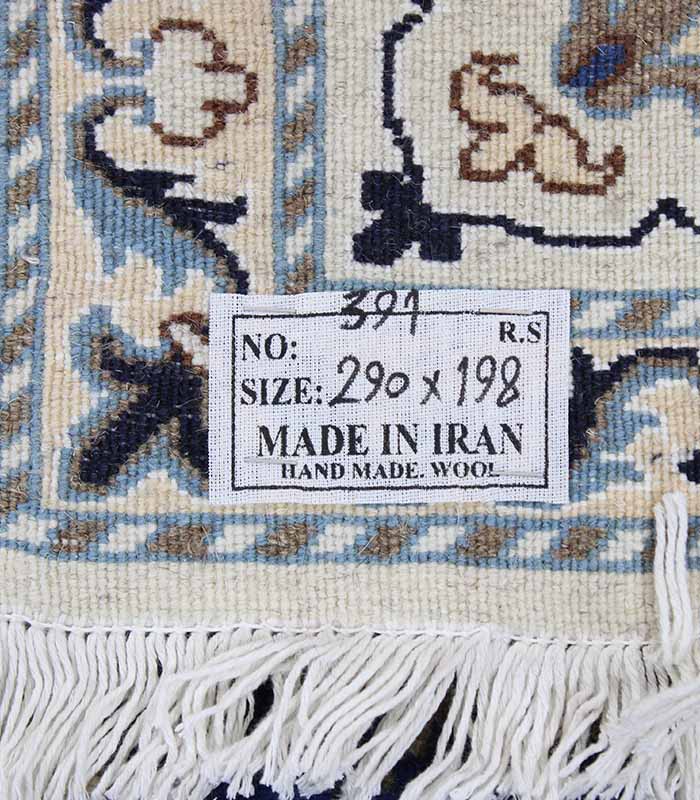 391
R.S
NO:
SIZE: 290 x 198
MADE IN IRAN
HAND MADE. WOOL